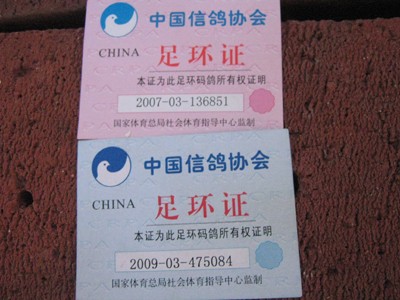 中国信鸽协会
CHINA
足环证
本证为此足环码鸽所有权证明
2007-03-136851
国家体育总局社会体育指导中心监制
中国信鸽协会
CHINA
足环证
本证为此足环码鸽所有权证明
2009-03-475084
国家体育总局社会体育指导中心监制